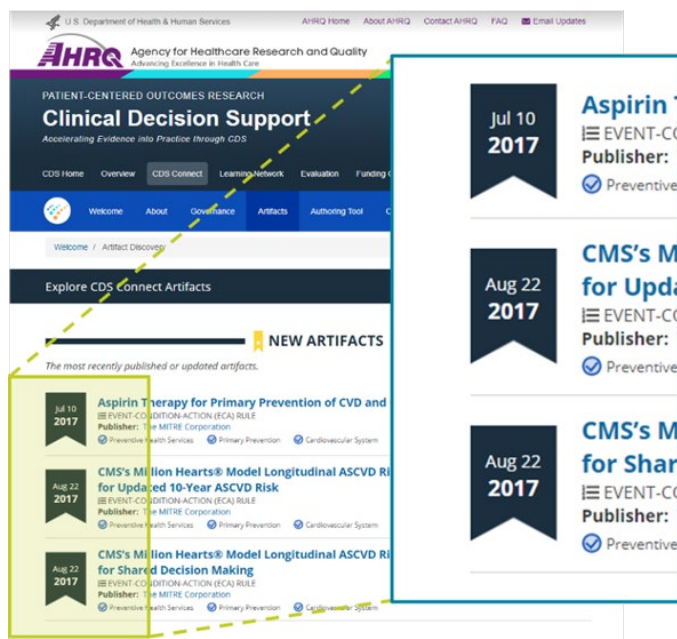 U.S. Department of Health & Human Services
AHRQ Home About AHRQ Contact AHRQ FAQ Email Updates
AHRQ
Agency for Healthcare Research and Quality
Advancing Excellence in Health Care
PATIENT-CENTERED OUTCOMES RESEARCH
Clinical Decision Support
Accelerating Evidence into Practice through CDS
CDS Home Overview CDS Connect Learning Network Evaluation Funding
Welcome About Governance Artifacts Authoring Tool
Welcome / Artifact Discovery
Explore CDS Connect Artifacts
NEW ARTIFACTS
The most recently published or updated artifacts.
Jul 10
2017
Aspirin Therapy for Primary Prevention of CVD and
EVENT-CONDITION-ACTION (ECA) RULE
Publisher: The MITRE Corporation
Preventive Health Services Primary Prevention Cardiovascular System
Aug 22
2017
CMS's Million Hearts® Model Longitudinal ASCVD Ri
for Updated 10-Year ASCVD Risk
EVENT-CONDITION-ACTION (ECA) RULE
Publisher: The MITRE Corporation
Preventive Health Services Primary Prevention Cardiovascular System
Aug 22
2017
CMS's Million Hearts® Model Longitudinal ASCVD Ri
for Shared Decision Making
EVENT-CONDITION-ACTION (ECA) RULE
Publisher: The MITRE Corporation
Preventive Health Services Primary Prevention Cardiovascular System
Jul 10
2017
Aspirin
EVENT-CO
Publisher:
Preventive
Aug 22
2017
CMS's M
for Upda
EVENT-CO
Publisher:
Preventive
Aug 22
2017
CMS's M
for Shar
EVENT-CO
Publisher:
Preventive